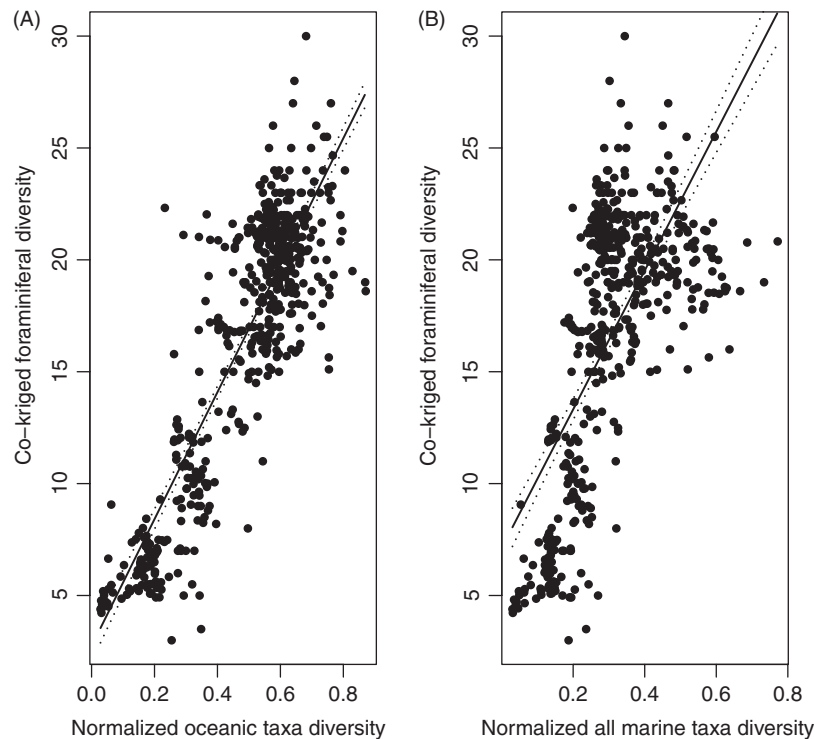 (A)
Co–kriged foraminiferal diversity
30
25
20
15
10
5
0.0 0.2 0.4 0.6 0.8
Normalized oceanic taxa diversity
(B)
Co–kriged foraminiferal diversity
30
25
20
15
10
5
0.2 0.4 0.6 0.8
Normalized all marine taxa diversity